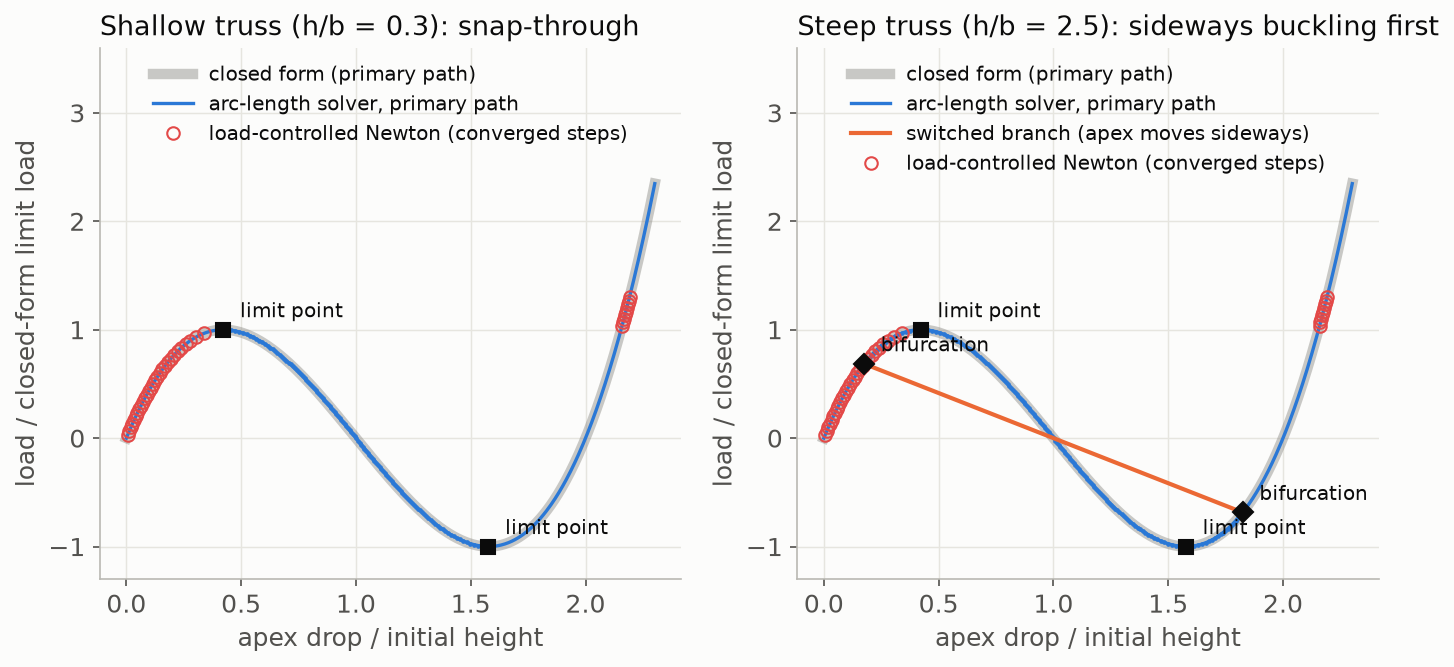 Shallow truss (h/b = 0.3): snap-through
closed form (primary path)
arc-length solver, primary path
load-controlled Newton (converged steps)
load / closed-form limit load
3
2
1
0
−1
limit point
limit point
0.0
0.5
1.0
1.5
2.0
apex drop / initial height
Steep truss (h/b = 2.5): sideways buckling first
closed form (primary path)
arc-length solver, primary path
switched branch (apex moves sideways)
load-controlled Newton (converged steps)
load / closed-form limit load
3
2
1
0
−1
limit point
bifurcation
bifurcation
limit point
0.0
0.5
1.0
1.5
2.0
apex drop / initial height